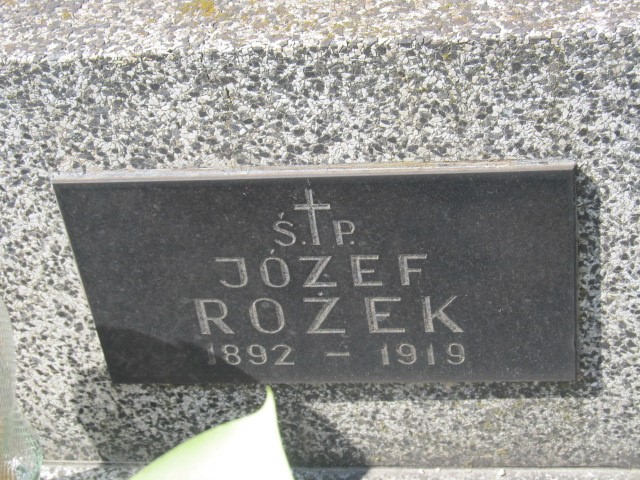 Ś.P.
JÓZEF
ROŻEK
1892 - 1919